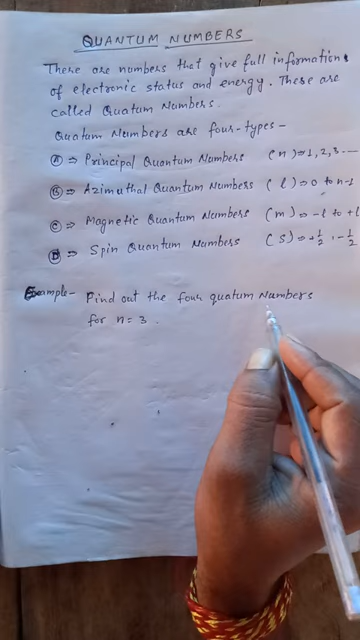 QUANTUM NUMBERS
There are numbers that give full information
of electronic status and energy. These are
called Quatum Numbers.
Quatum Numbers are four-types-
(A) ⇒ Principal Quantum Numbers (n)⇒1,2,3---
(B) ⇒ Azimuthal Quantum Numbers (l)⇒0 to n-1
(C) ⇒ Magnetic Quantum Numbers (m)⇒-l to +l
(D) ⇒ Spin Quantum Numbers (S)⇒+1/2, -1/2
Example- Find out the four quatum Numbers
for n=3.